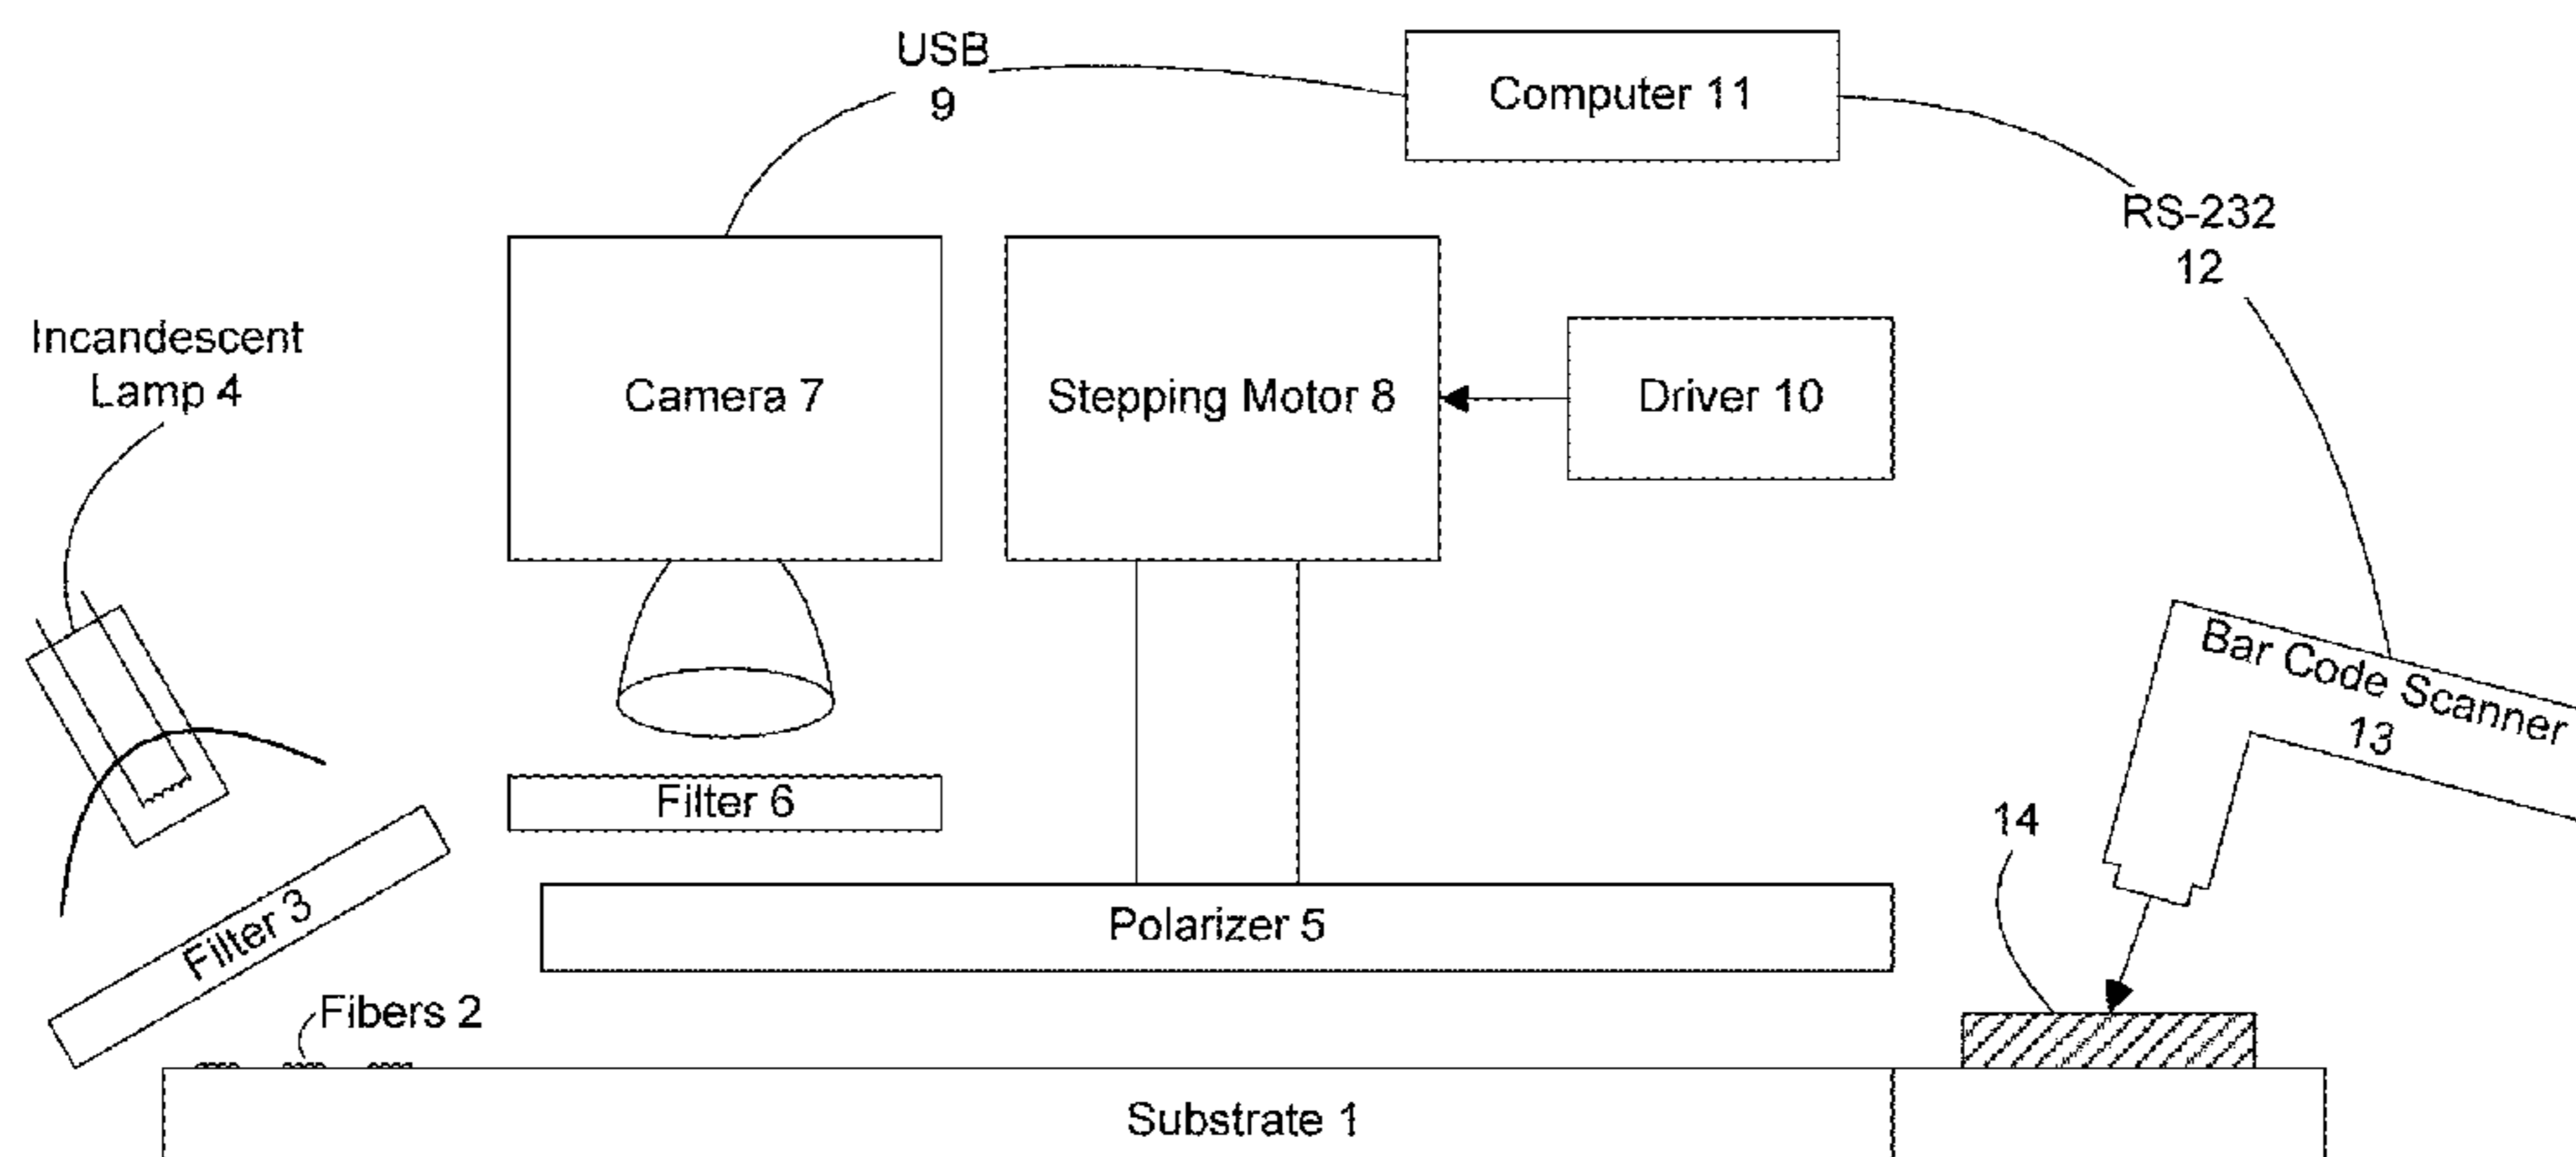 USB
9
Computer 11
RS-232
12
Incandescent
Lamp 4
Camera 7
Stepping Motor 8
Driver 10
Bar Code Scanner
13
Filter 6
14
Filter 3
Polarizer 5
Fibers 2
Substrate 1